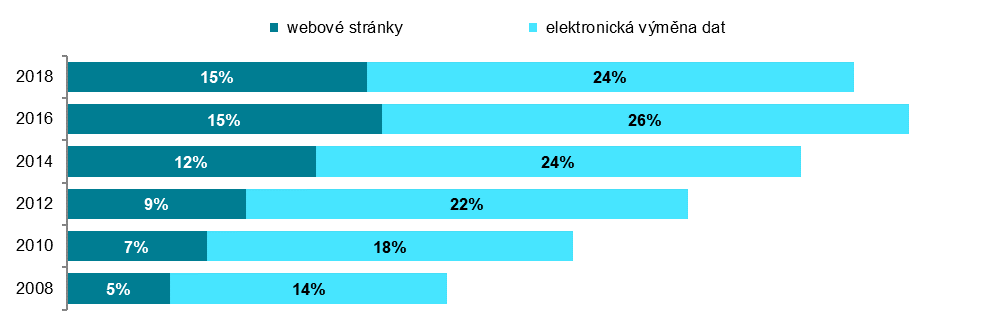 webové stránky elektronická výměna dat
2018 15% 24%
2016 15% 26%
2014 12% 24%
2012 9% 22%
2010 7% 18%
2008 5% 14%